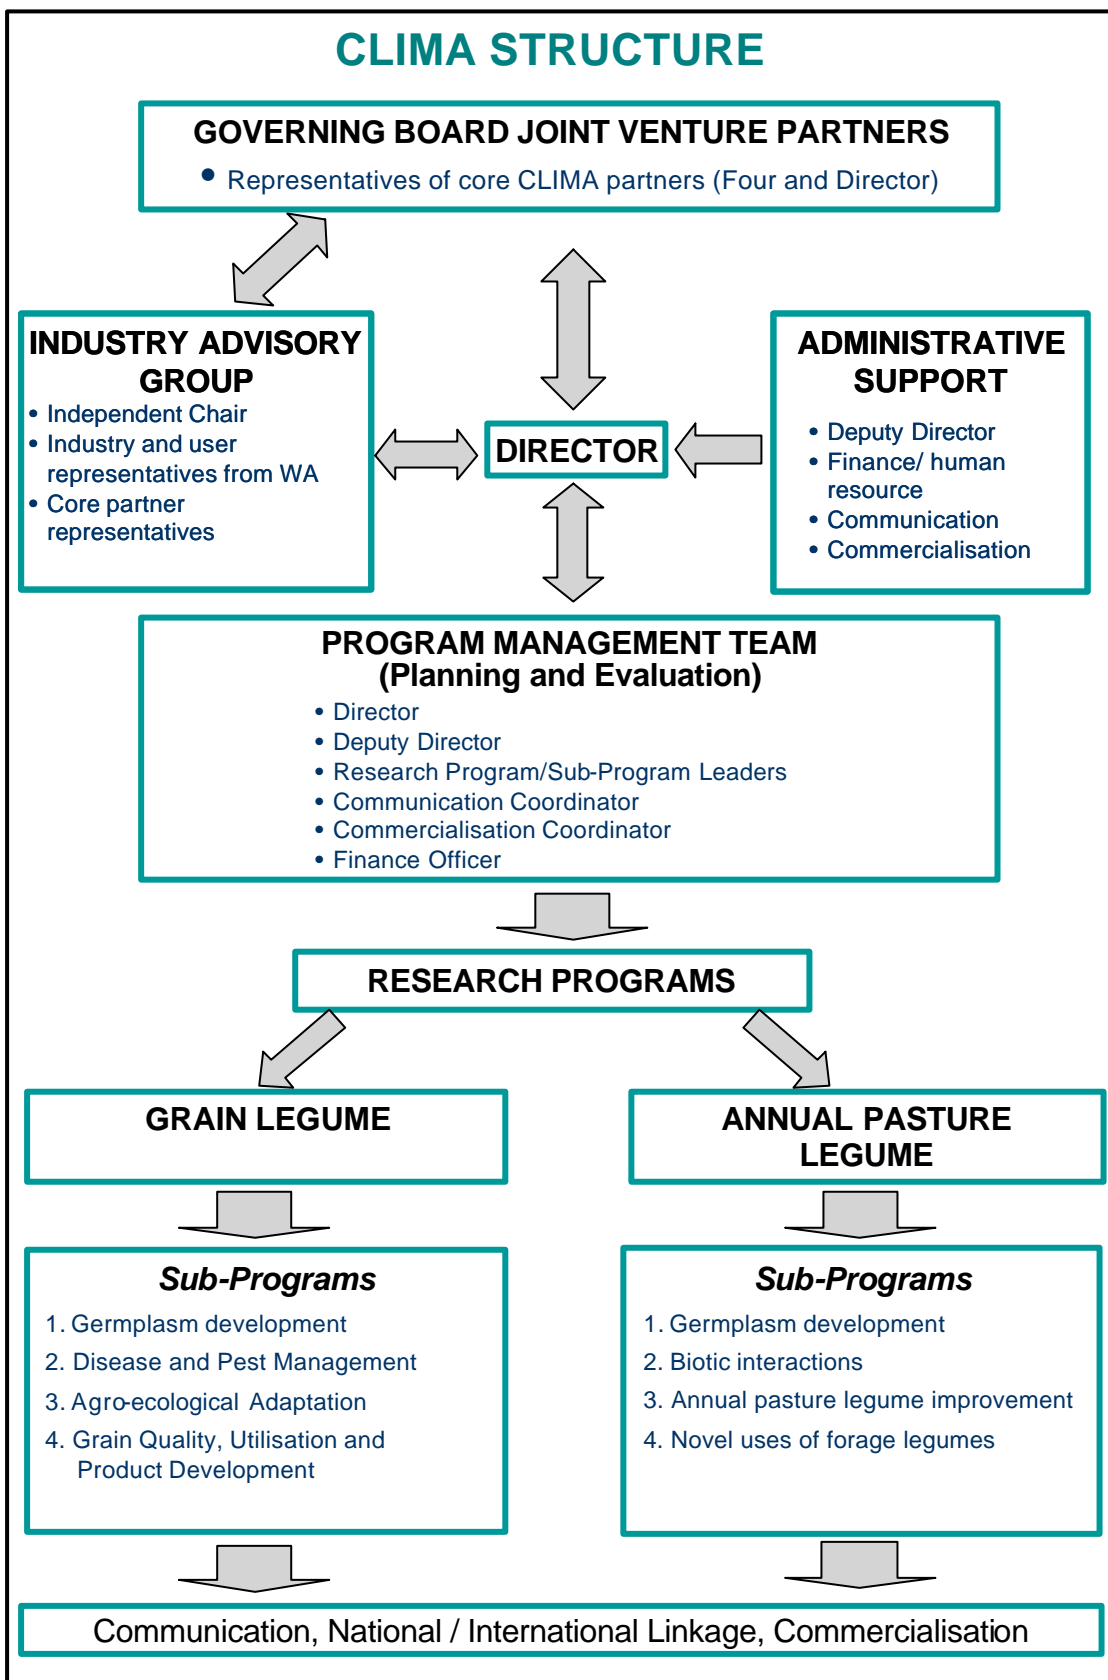 CLIMA STRUCTURE
GOVERNING BOARD JOINT VENTURE PARTNERS
• Representatives of core CLIMA partners (Four and Director)
INDUSTRY ADVISORY
GROUP
• Independent Chair
• Industry and user
representatives from WA
• Core partner
representatives
DIRECTOR
ADMINISTRATIVE
SUPPORT
• Deputy Director
• Finance/ human
resource
• Communication
• Commercialisation
PROGRAM MANAGEMENT TEAM
(Planning and Evaluation)
• Director
• Deputy Director
• Research Program/Sub-Program Leaders
• Communication Coordinator
• Commercialisation Coordinator
• Finance Officer
RESEARCH PROGRAMS
GRAIN LEGUME
Sub-Programs
1. Germplasm development
2. Disease and Pest Management
3. Agro-ecological Adaptation
4. Grain Quality, Utilisation and
Product Development
ANNUAL PASTURE
LEGUME
Sub-Programs
1. Germplasm development
2. Biotic interactions
3. Annual pasture legume improvement
4. Novel uses of forage legumes
Communication, National / International Linkage, Commercialisation